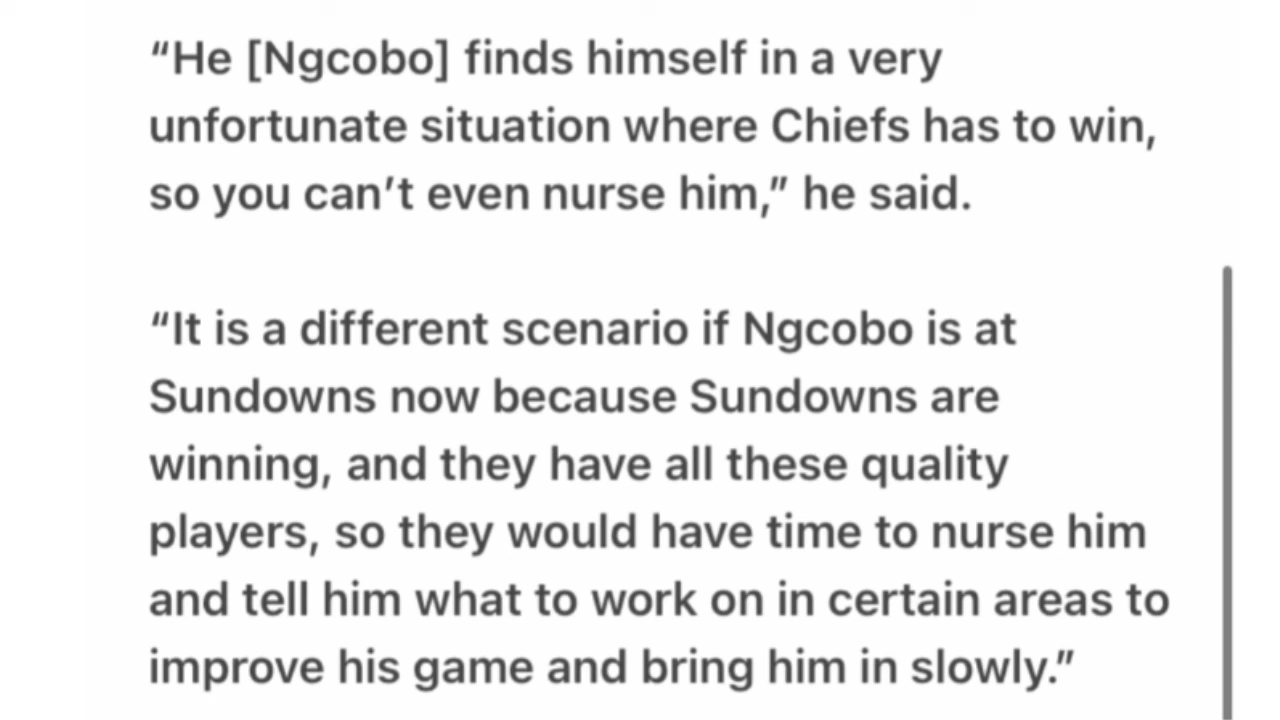 “He [Ngcobo] finds himself in a very
unfortunate situation where Chiefs has to win,
so you can’t even nurse him,” he said.
“It is a different scenario if Ngcobo is at
Sundowns now because Sundowns are
winning, and they have all these quality
players, so they would have time to nurse him
and tell him what to work on in certain areas to
improve his game and bring him in slowly.”